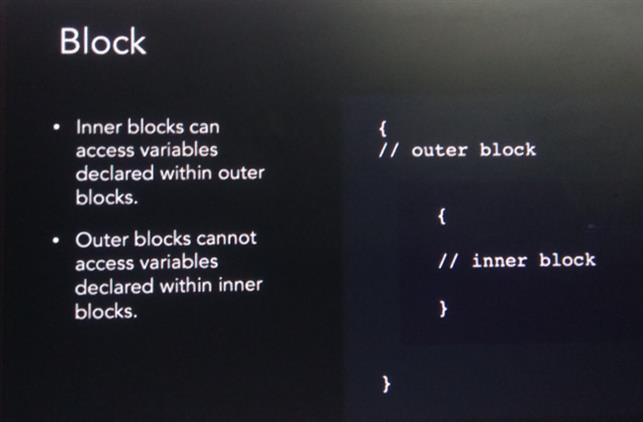 Block
• Inner blocks can
access variables
declared within outer
blocks.
• Outer blocks cannot
access variables
declared within inner
blocks.
{
// outer block
{
// inner block
}
}